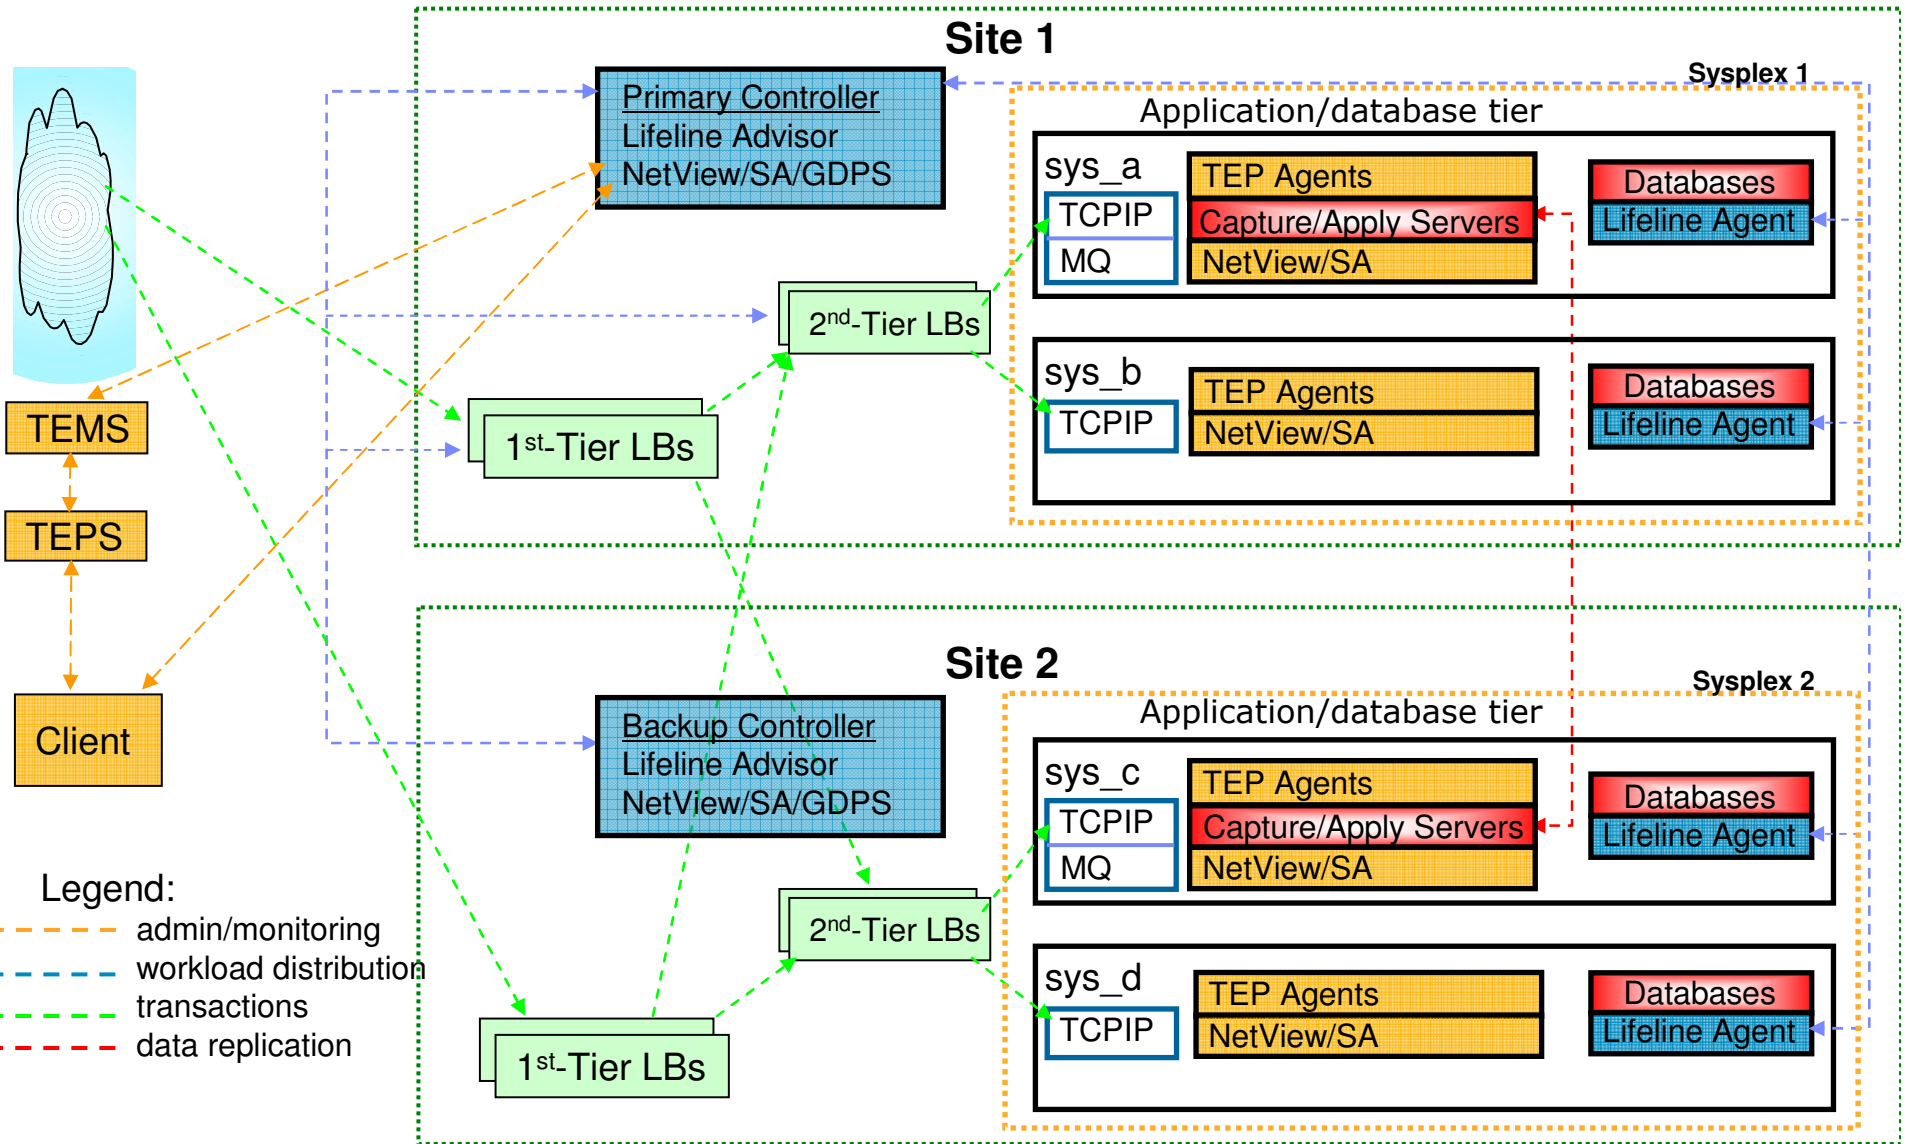 Site 1
Sysplex 1
Primary Controller
Lifeline Advisor
NetView/SA/GDPS
Application/database tier
sys_a
TCPIP
MQ
TEP Agents
Capture/Apply Servers
NetView/SA
Databases
Lifeline Agent
2nd-Tier LBs
1st-Tier LBs
sys_b
TCPIP
TEP Agents
NetView/SA
Databases
Lifeline Agent
TEMS
TEPS
Client
Site 2
Sysplex 2
Backup Controller
Lifeline Advisor
NetView/SA/GDPS
Application/database tier
sys_c
TCPIP
MQ
TEP Agents
Capture/Apply Servers
NetView/SA
Databases
Lifeline Agent
2nd-Tier LBs
1st-Tier LBs
sys_d
TCPIP
TEP Agents
NetView/SA
Databases
Lifeline Agent
Legend:
admin/monitoring
workload distribution
transactions
data replication